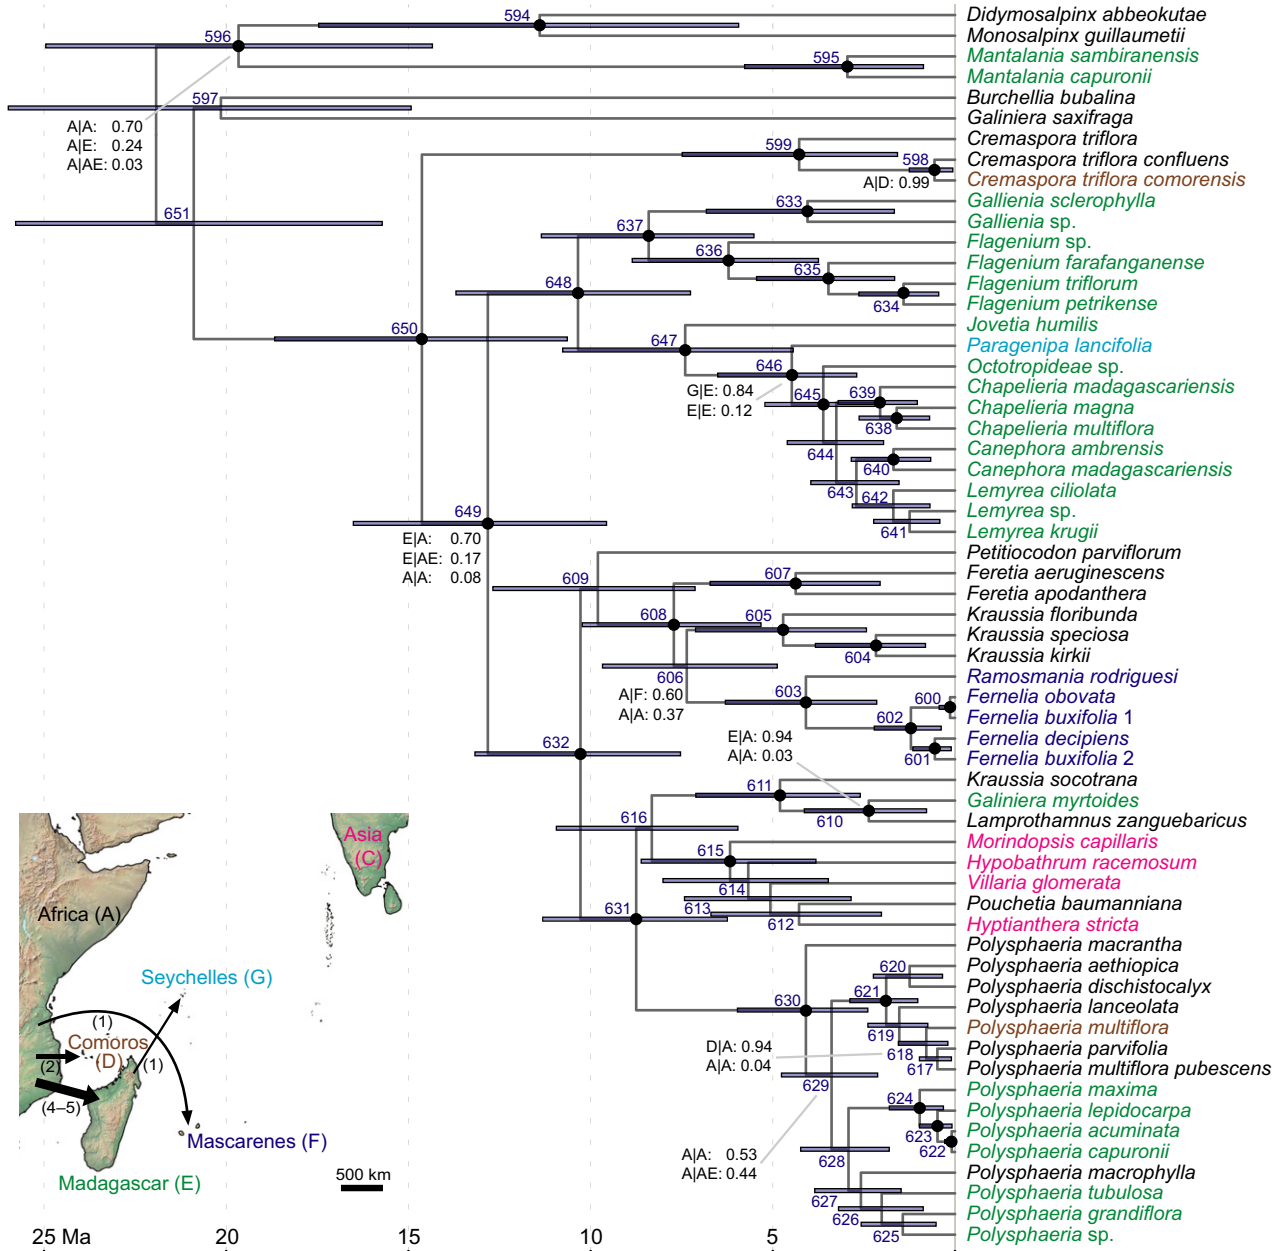 594
Didymosalpinx abbeokutae
Monosalpinx guillaumetii
596
595
Mantalania sambiranensis
Mantalania capuronii
597
Burchellia bubalina
Galiniera saxifraga
A|A: 0.70
A|E: 0.24
A|AE: 0.03
599
Cremaspora triflora
598
Cremaspora triflora confluens
A|D: 0.99
Cremaspora triflora comorensis
651
633
Gallienia sclerophylla
Gallienia sp.
637
636
Flagenium sp.
635
Flagenium farafanganense
648
Flagenium triflorum
634
Flagenium petrikense
650
647
Jovetia humilis
Paragenipa lancifolia
646
Octotropideae sp.
G|E: 0.84
E|E: 0.12
645
639
Chapelieria madagascariensis
Chapelieria magna
638
Chapelieria multiflora
644
Canephora ambrensis
640
Canephora madagascariensis
643
642
Lemyrea ciliolata
Lemyrea sp.
641
Lemyrea krugii
649
E|A: 0.70
E|AE: 0.17
A|A: 0.08
Petitiocodon parviflorum
609
607
Feretia aeruginescens
Feretia apodanthera
608
605
Kraussia floribunda
Kraussia speciosa
604
Kraussia kirkii
606
A|F: 0.60
A|A: 0.37
603
Ramosmania rodriguesi
600
Fernelia obovata
602
Fernelia buxifolia 1
E|A: 0.94
A|A: 0.03
Fernelia decipiens
601
Fernelia buxifolia 2
632
611
Kraussia socotrana
Galiniera myrtoides
610
Lamprothamnus zanguebaricus
616
615
Morindopsis capillaris
Hypobathrum racemosum
614
Villaria glomerata
613
Pouchetia baumanniana
612
Hyptianthera stricta
631
Polysphaeria macrantha
620
Polysphaeria aethiopica
621
Polysphaeria dischistocalyx
630
Polysphaeria lanceolata
619
Polysphaeria multiflora
D|A: 0.94
A|A: 0.04
618
Polysphaeria parvifolia
617
Polysphaeria multiflora pubescens
629
624
Polysphaeria maxima
Polysphaeria lepidocarpa
623
Polysphaeria acuminata
622
Polysphaeria capuronii
A|A: 0.53
A|AE: 0.44
628
Polysphaeria macrophylla
627
Polysphaeria tubulosa
626
Polysphaeria grandiflora
625
Polysphaeria sp.
Asia
(C)
Africa (A)
Seychelles (G)
(1)
Comoros
(D)
(2)
(1)
(4–5)
Mascarenes (F)
Madagascar (E)
500 km
25 Ma
20
15
10
5